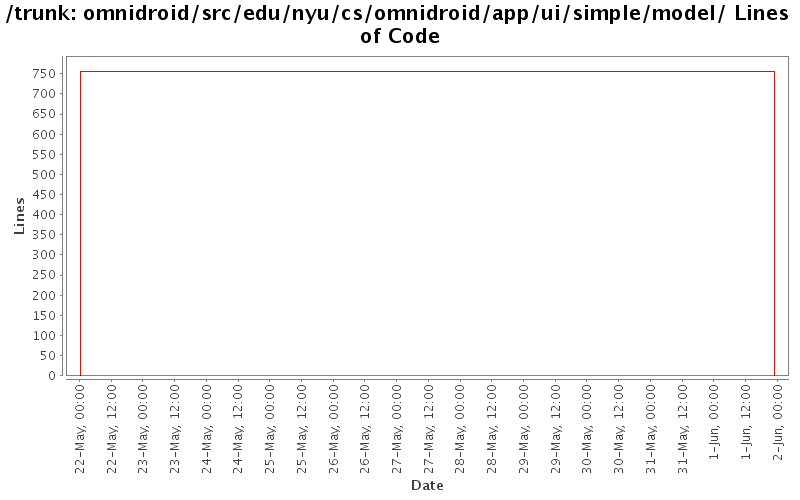 /trunk: omnidroid/src/edu/nyu/cs/omnidroid/app/ui/simple/model/ Lines
of Code
750
700
650
600
550
500
450
400
350
300
250
200
150
100
50
0
Lines
22-May, 00:00
22-May, 12:00
23-May, 00:00
23-May, 12:00
24-May, 00:00
24-May, 12:00
25-May, 00:00
25-May, 12:00
26-May, 00:00
26-May, 12:00
27-May, 00:00
27-May, 12:00
28-May, 00:00
28-May, 12:00
29-May, 00:00
29-May, 12:00
30-May, 00:00
30-May, 12:00
31-May, 00:00
31-May, 12:00
1-Jun, 00:00
1-Jun, 12:00
2-Jun, 00:00
Date